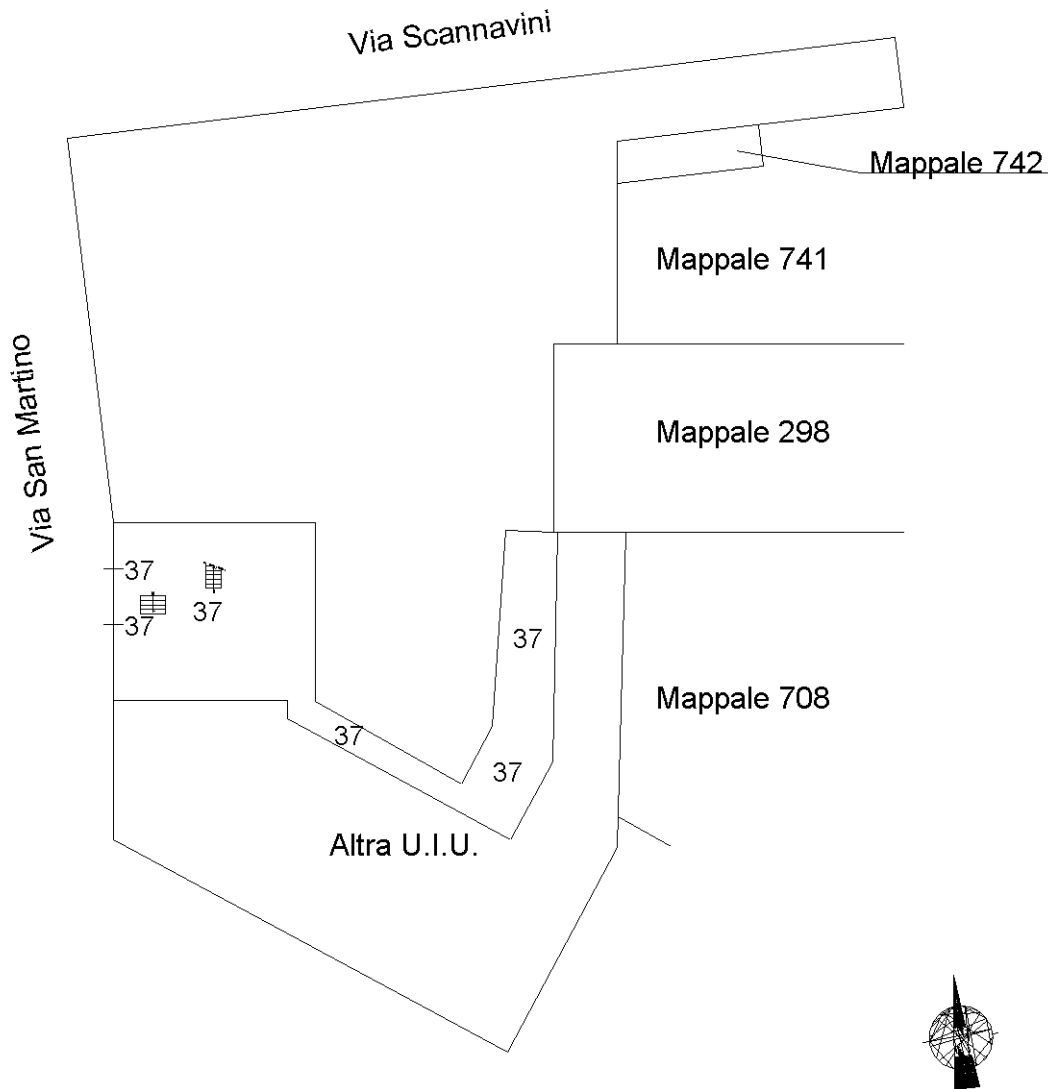 Via Scannavini
Mappale 742
Mappale 741
Via San Martino
Mappale 298
37
37
37
37
Mappale 708
37
37
Altra U.I.U.